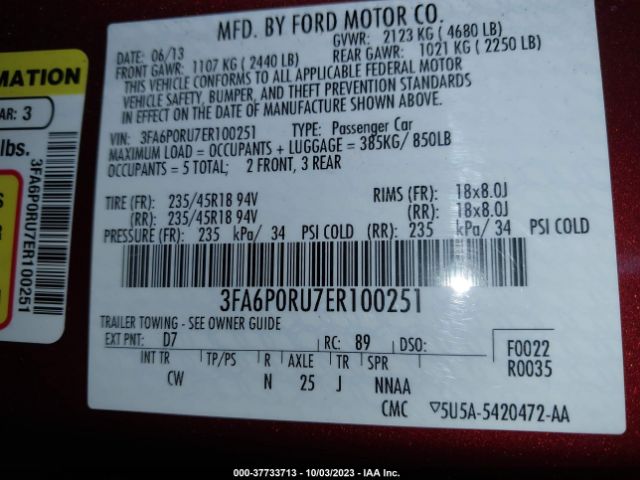 MFD. BY FORD MOTOR CO.
DATE: 06/13
GVWR: 2123 KG ( 4680 LB)
FRONT GAWR: 1107 KG ( 2440 LB)
REAR GAWR: 1021 KG ( 2250 LB)
THIS VEHICLE CONFORMS TO ALL APPLICABLE FEDERAL MOTOR
VEHICLE SAFETY, BUMPER, AND THEFT PREVENTION STANDARDS
IN EFFECT ON THE DATE OF MANUFACTURE SHOWN ABOVE.
VIN: 3FA6P0RU7ER100251 TYPE: Passenger Car
MAXIMUM LOAD = OCCUPANTS + LUGGAGE = 385KG/ 850LB
OCCUPANTS = 5 TOTAL; 2 FRONT, 3 REAR
TIRE (FR): 235/45R18 94V RIMS (FR): 18x8.0J
(RR): 235/45R18 94V (RR): 18x8.0J
PRESSURE (FR): 235 kPa/ 34 PSI COLD (RR): 235 kPa/ 34 PSI COLD
3FA6P0RU7ER100251
TRAILER TOWING - SEE OWNER GUIDE
EXT PNT: D7 RC: 89 DSO:
F0022
R0035
INT TR TP/PS R AXLE TR SPR
CW N 25 J NNAA
CMC ▽5U5A-5420472-AA
MATION
AR: 3
lbs.
3FA6P0RU7ER100251
S
R
000-37733713 - 10/03/2023 - IAA